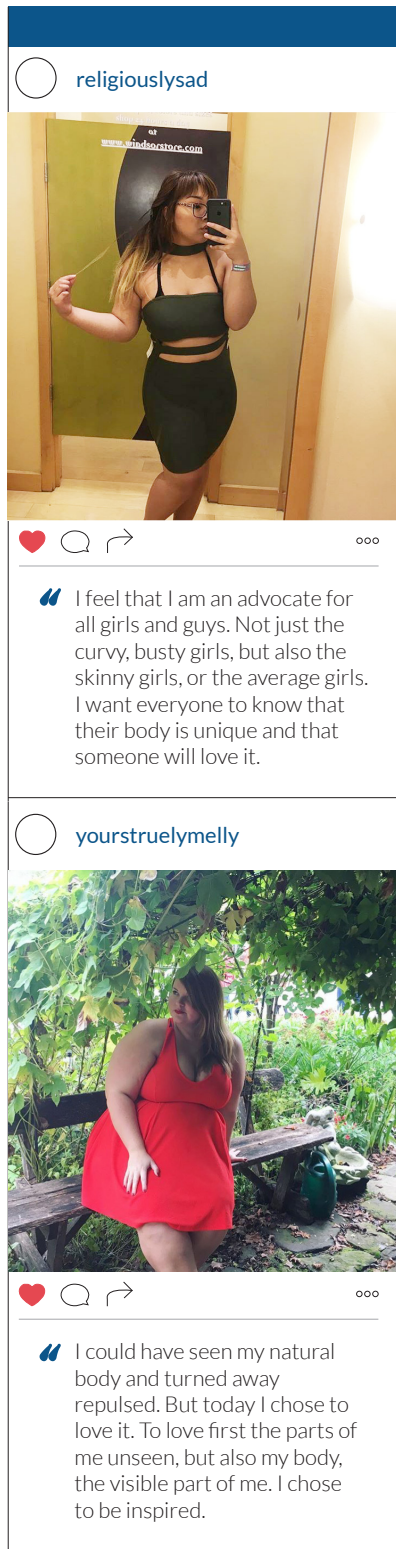 religiouslysad
at
www.windsorstore.com
I feel that I am an advocate for
all girls and guys. Not just the
curvy, busty girls, but also the
skinny girls, or the average girls.
I want everyone to know that
their body is unique and that
someone will love it.
yourstruelymelly
I could have seen my natural
body and turned away
repulsed. But today I chose to
love it. To love first the parts of
me unseen, but also my body,
the visible part of me. I chose
to be inspired.